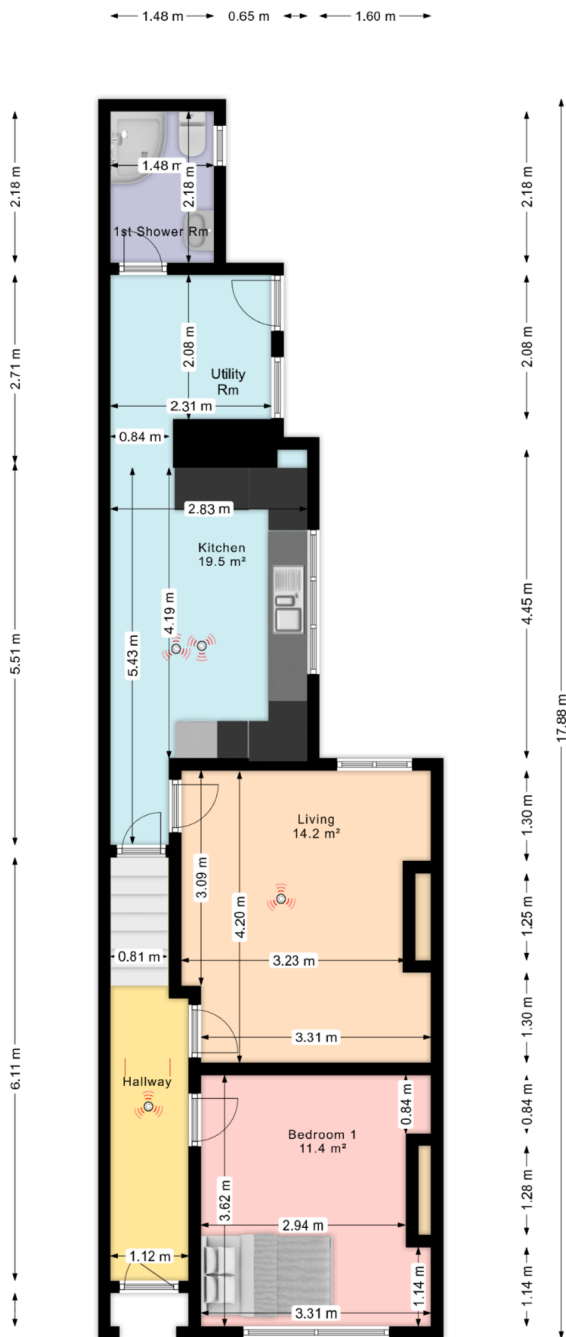 1.48 m
0.65 m
1.60 m
2.18 m
2.71 m
5.51 m
6.11 m
1.48 m
2.18 m
1st Shower Rm
2.08 m
Utility
Rm
2.31 m
0.84 m
2.83 m
Kitchen
19.5 m²
4.19 m
5.43 m
Living
14.2 m²
3.09 m
4.20 m
0.81 m
3.23 m
3.31 m
Hallway
0.84 m
Bedroom 1
11.4 m²
3.62 m
2.94 m
1.12 m
1.14 m
3.31 m
2.18 m
2.08 m
4.45 m
1.30 m
1.25 m
1.30 m
0.84 m
1.28 m
1.14 m
17.88 m